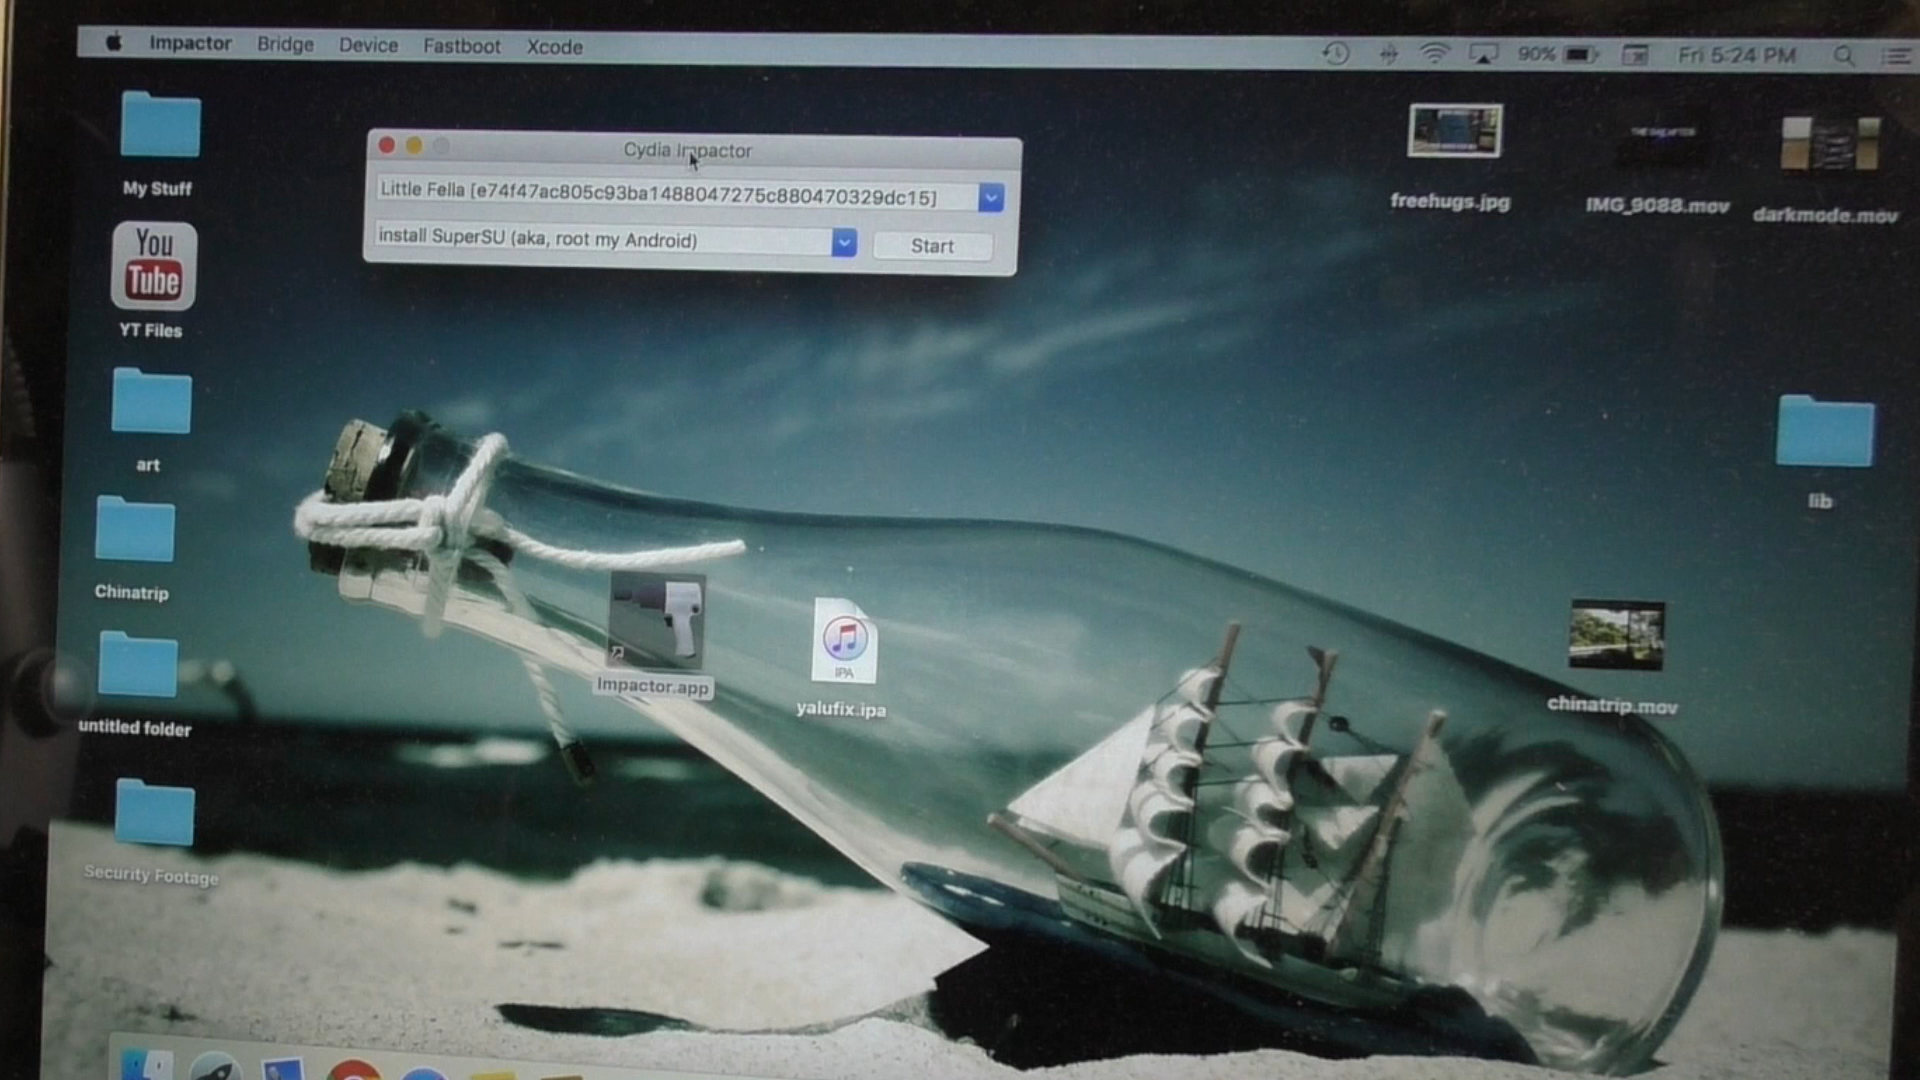 Impactor Bridge Device Fastboot Xcode
90% Fri 5:24 PM
Cydia Impactor
Little Fella [e74f47ac805c93ba1488047275c880470329dc15]
install SuperSU (aka, root my Android)
Start
My Stuff
You
Tube
YT Files
art
Chinatrip
untitled folder
Security Footage
Impactor.app
IPA
yalufix.ipa
freehugs.jpg
IMG_9088.mov
darkmode.mov
lib
chinatrip.mov